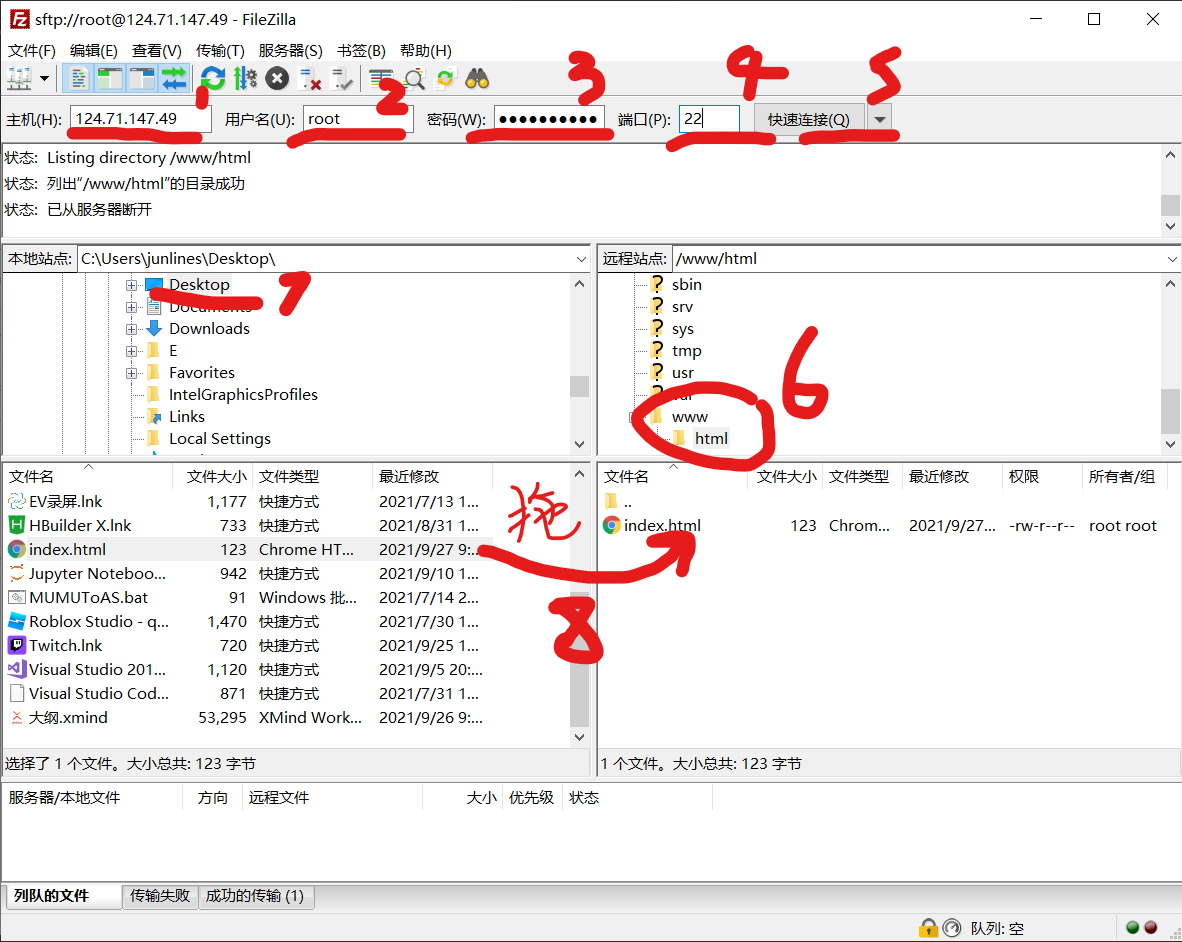 sftp://root@124.71.147.49 - FileZilla
文件(F) 编辑(E) 查看(V) 传输(T) 服务器(S) 书签(B) 帮助(H)
1 2 3 4 5
主机(H): 124.71.147.49 用户名(U): root 密码(W): ●●●●●●●●●● 端口(P): 22 快速连接(Q)
状态: Listing directory /www/html
状态: 列出“/www/html”的目录成功
状态: 已从服务器断开
本地站点: C:\Users\junlines\Desktop\
Desktop 7
Documents
Downloads
E
Favorites
IntelGraphicsProfiles
Links
Local Settings
远程站点: /www/html
sbin
srv
sys
tmp
usr
6
www
html
文件名 文件大小 文件类型 最近修改
EV录屏.lnk 1,177 快捷方式 2021/7/13 1...
HBuilder X.lnk 733 快捷方式 2021/8/31 1...
index.html 123 Chrome HT... 2021/9/27 9:...
Jupyter Noteboo... 942 快捷方式 2021/9/10 1...
MUMUToAS.bat 91 Windows 批... 2021/7/14 2...
Roblox Studio - q... 1,470 快捷方式 2021/7/30 1...
Twitch.lnk 720 快捷方式 2021/9/25 1...
Visual Studio 201... 1,120 快捷方式 2021/9/5 20:...
Visual Studio Cod... 871 快捷方式 2021/7/31 1...
大纲.xmind 53,295 XMind Work... 2021/9/26 9:...
选择了 1 个文件。大小总共: 123 字节
拖
8
文件名 文件大小 文件类型 最近修改 权限 所有者/组
..
index.html 123 Chrom... 2021/9/27... -rw-r--r-- root root
1 个文件。大小总共: 123 字节
服务器/本地文件 方向 远程文件 大小 优先级 状态
列队的文件 传输失败 成功的传输 (1)
队列: 空